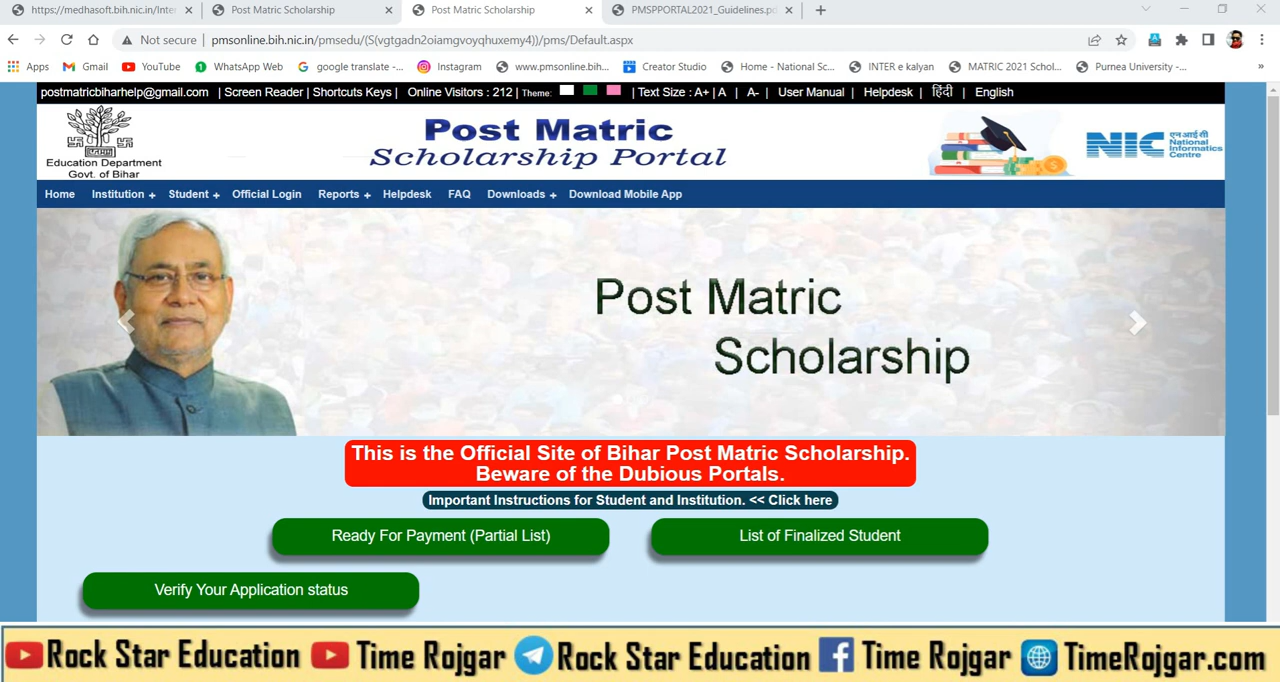 https://medhasoft.bih.nic.in/Inte
Post Matric Scholarship
Post Matric Scholarship
PMSPPORTAL2021_Guidelines.pd
Not secure | pmsonline.bih.nic.in/pmsedu/(S(vgtgadn2oiamgvoyqhuxemy4))/pms/Default.aspx
Apps Gmail YouTube WhatsApp Web google translate -... Instagram www.pmsonline.bih... Creator Studio Home - National Sc... INTER e kalyan MATRIC 2021 Schol... Purnea University -... »
postmatricbiharhelp@gmail.com | Screen Reader | Shortcuts Keys | Online Visitors : 212 | Theme: | Text Size : A+ | A | A- | User Manual | Helpdesk | हिंदी | English
Education Department
Govt. of Bihar
Post Matric
Scholarship Portal
NIC
एन आई सी
National
Informatics
Centre
Home Institution + Student + Official Login Reports + Helpdesk FAQ Downloads + Download Mobile App
Post Matric
Scholarship
This is the Official Site of Bihar Post Matric Scholarship.
Beware of the Dubious Portals.
Important Instructions for Student and Institution. << Click here
Ready For Payment (Partial List)
List of Finalized Student
Verify Your Application status
Rock Star Education Time Rojgar Rock Star Education Time Rojgar TimeRojgar.com